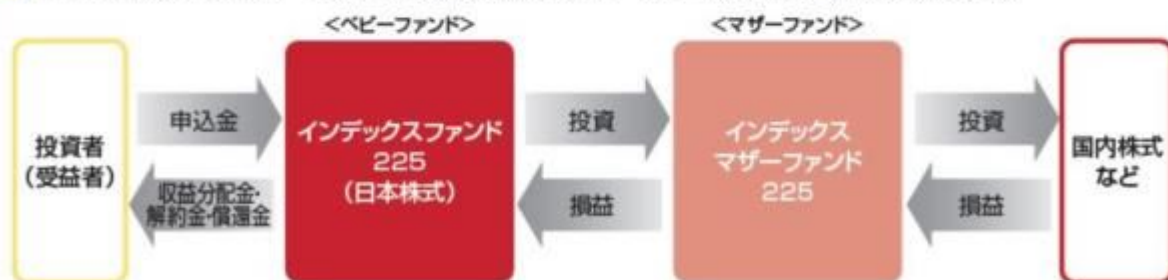 <ベビーファンド>
<マザーファンド>
投資者
(受益者)
申込金
収益分配金・
解約金・償還金
インデックスファンド
225
(日本株式)
投資
損益
インデックス
マザーファンド
225
投資
損益
国内株式
など